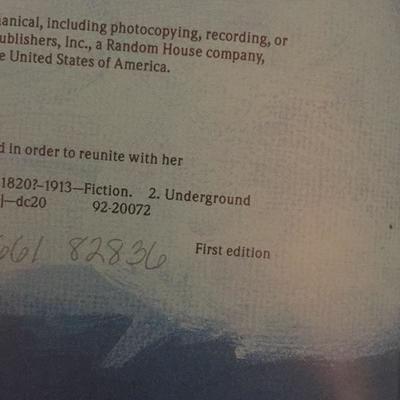 anical, including photocopying, recording, or
ublishers, Inc., a Random House company,
e United States of America.
d in order to reunite with her
1820?–1913—Fiction. 2. Underground
]—dc20 92-20072
661 82836 First edition